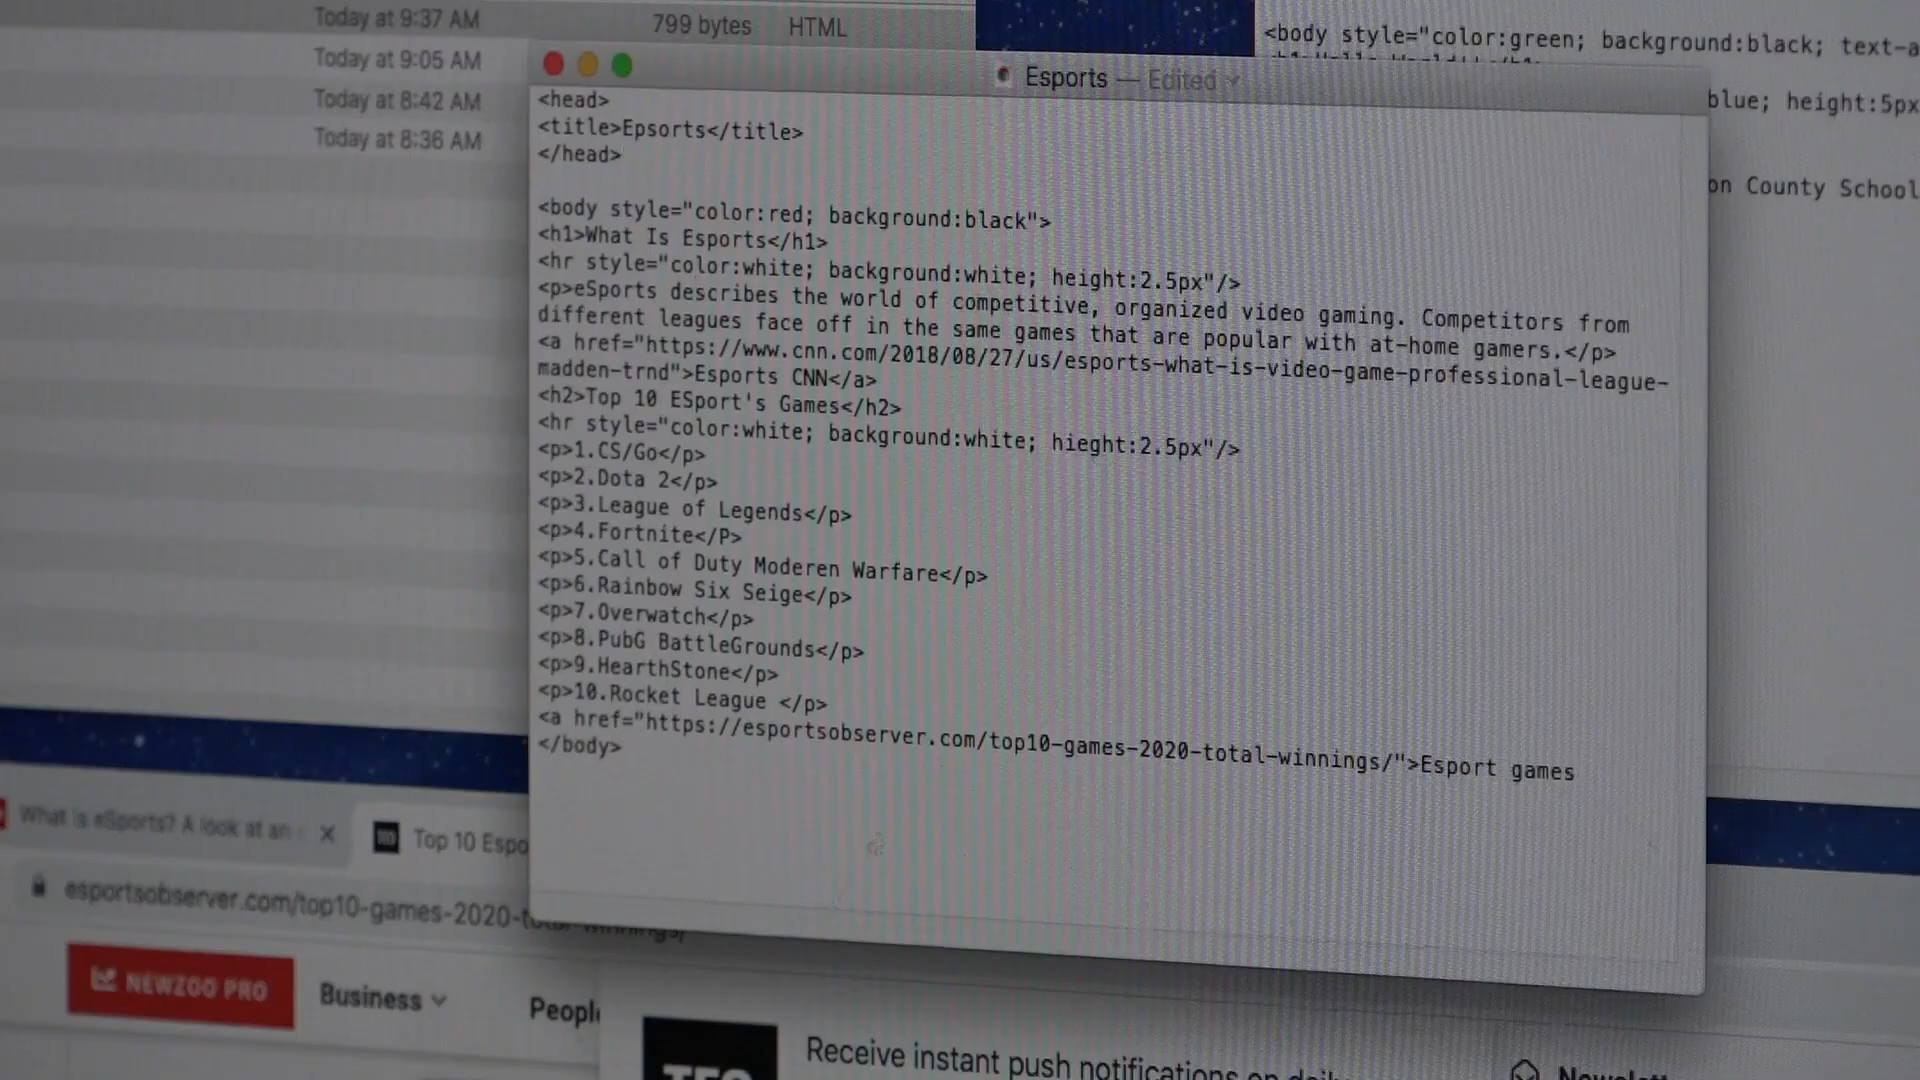 Today at 9:37 AM
799 bytes HTML
Today at 9:05 AM
Today at 8:42 AM
Today at 8:36 AM
<body style="color:green; background:black; text-a
blue; height:5px
on County School
Esports — Edited
<head>
<title>Epsorts</title>
</head>
<body style="color:red; background:black">
<h1>What Is Esports</h1>
<hr style="color:white; background:white; height:2.5px"/>
<p>eSports describes the world of competitive, organized video gaming. Competitors from
different leagues face off in the same games that are popular with at-home gamers.</p>
<a href="https://www.cnn.com/2018/08/27/us/esports-what-is-video-game-professional-league-
madden-trnd">Esports CNN</a>
<h2>Top 10 ESport's Games</h2>
<hr style="color:white; background:white; hieght:2.5px"/>
<p>1.CS/Go</p>
<p>2.Dota 2</p>
<p>3.League of Legends</p>
<p>4.Fortnite</P>
<p>5.Call of Duty Moderen Warfare</p>
<p>6.Rainbow Six Seige</p>
<p>7.Overwatch</p>
<p>8.PubG BattleGrounds</p>
<p>9.HearthStone</p>
<p>10.Rocket League </p>
<a href="https://esportsobserver.com/top10-games-2020-total-winnings/">Esport games
</body>
What is eSports? A look at an
Top 10 Espo
esportsobserver.com/top10-games-2020-total-winnings/
NEWZOO PRO
Business
People
Receive instant push notifications on